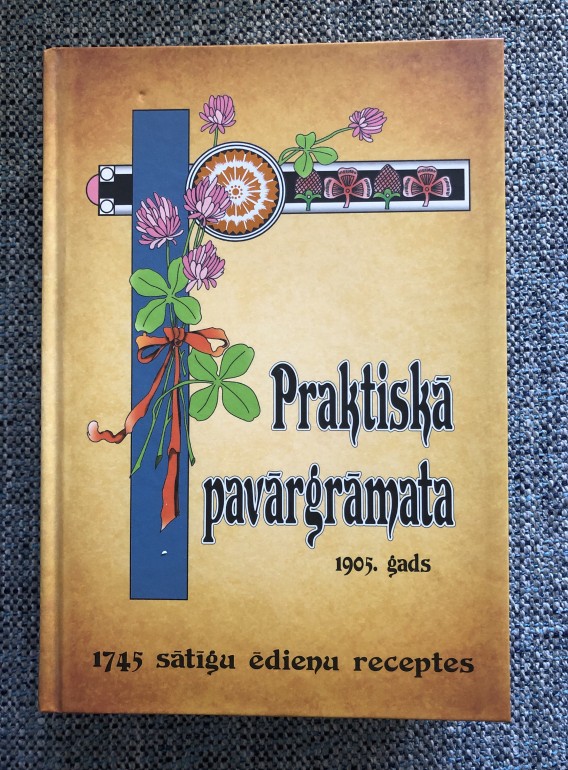 Praktiskā
pavārgrāmata
1905. gads
1745 sātīgu ēdienu receptes